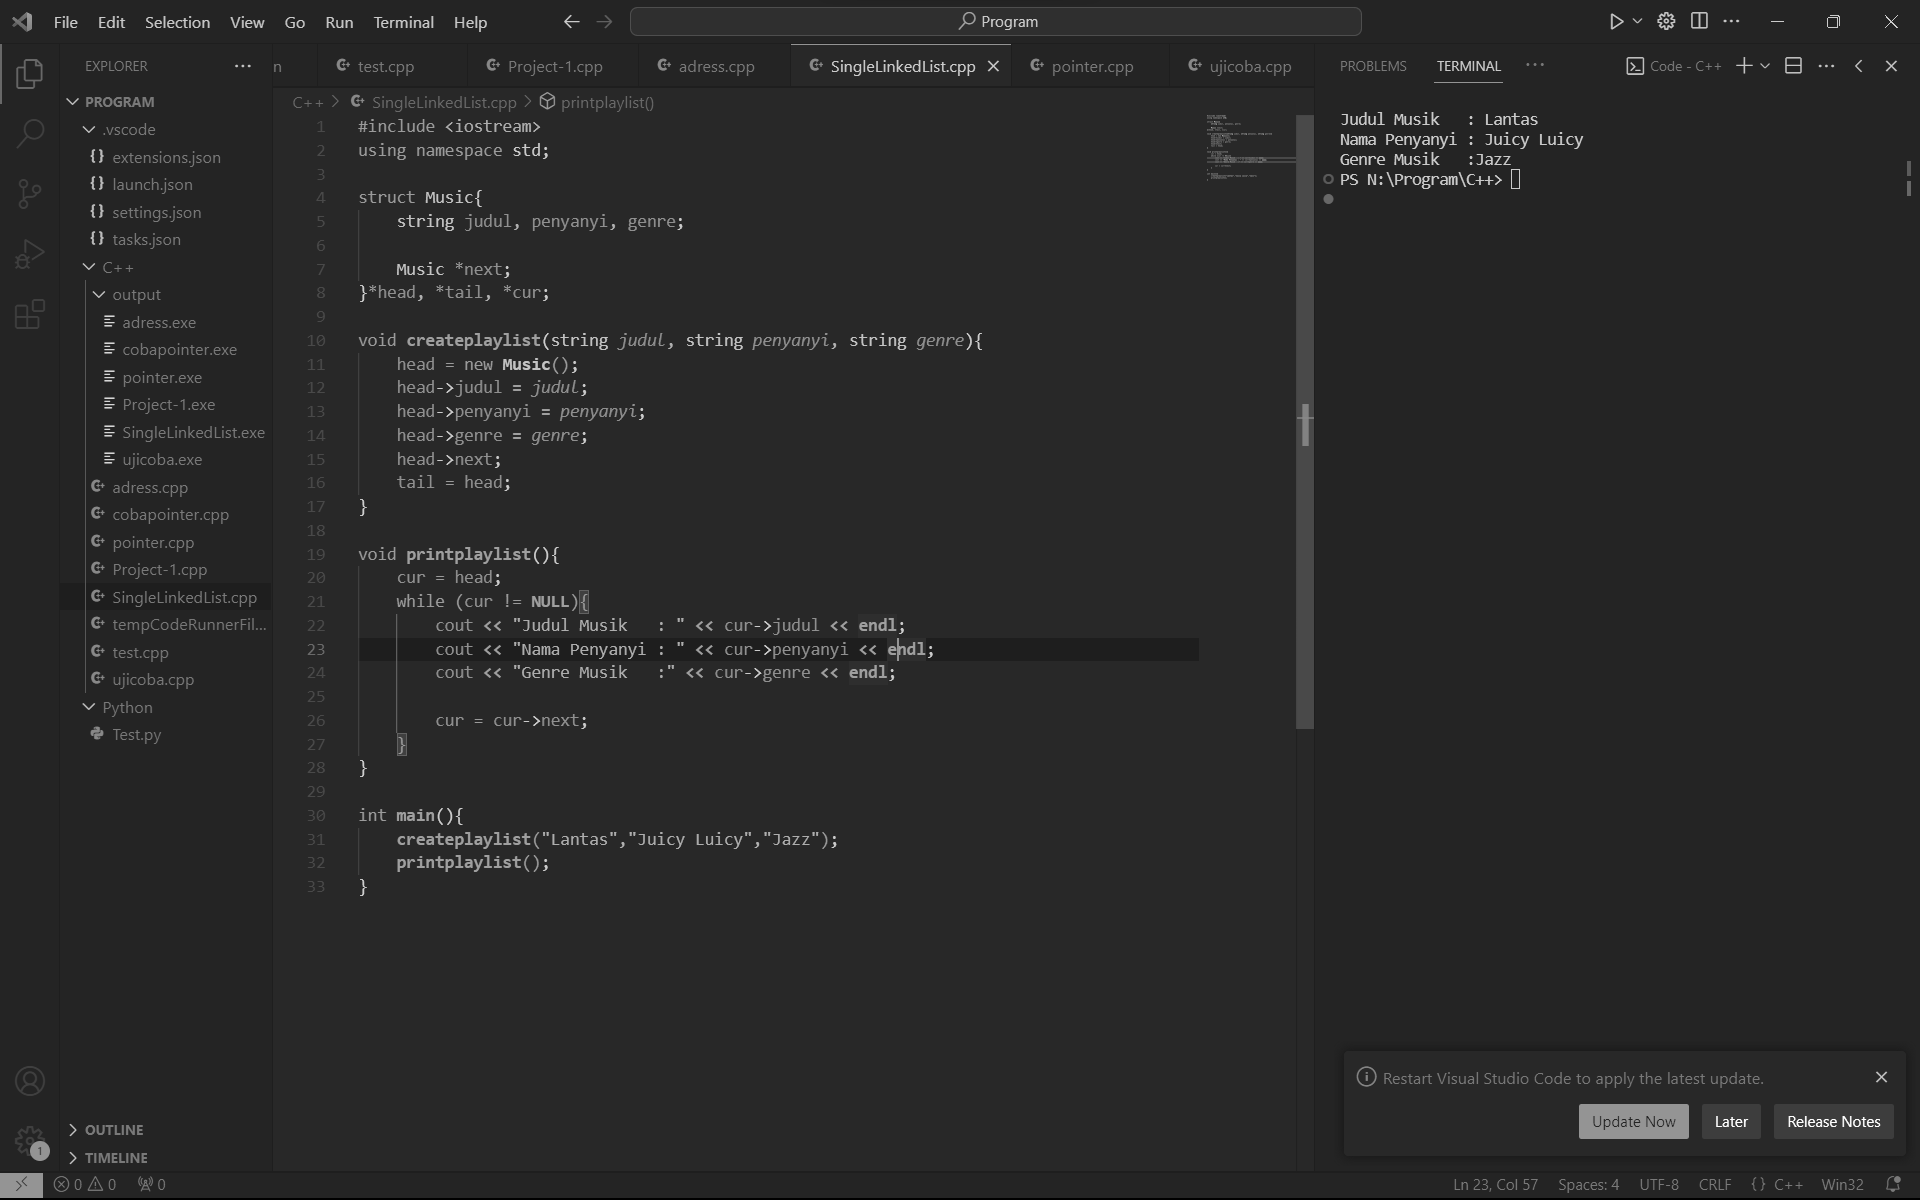 File Edit Selection View Go Run Terminal Help
Program
EXPLORER
PROGRAM
.vscode
extensions.json
launch.json
settings.json
tasks.json
C++
output
adress.exe
cobapointer.exe
pointer.exe
Project-1.exe
SingleLinkedList.exe
ujicoba.exe
adress.cpp
cobapointer.cpp
pointer.cpp
Project-1.cpp
SingleLinkedList.cpp
tempCodeRunnerFil...
test.cpp
ujicoba.cpp
Python
Test.py
OUTLINE
TIMELINE
n test.cpp Project-1.cpp adress.cpp SingleLinkedList.cpp pointer.cpp ujicoba.cpp
C++ > SingleLinkedList.cpp > printplaylist()
1 #include <iostream>
2 using namespace std;
3
4 struct Music{
5     string judul, penyanyi, genre;
6
7     Music *next;
8 }*head, *tail, *cur;
9
10 void createplaylist(string judul, string penyanyi, string genre){
11     head = new Music();
12     head->judul = judul;
13     head->penyanyi = penyanyi;
14     head->genre = genre;
15     head->next;
16     tail = head;
17 }
18
19 void printplaylist(){
20     cur = head;
21     while (cur != NULL){
22         cout << "Judul Musik   : " << cur->judul << endl;
23         cout << "Nama Penyanyi : " << cur->penyanyi << endl;
24         cout << "Genre Musik   :" << cur->genre << endl;
25
26         cur = cur->next;
27     }
28 }
29
30 int main(){
31     createplaylist("Lantas","Juicy Luicy","Jazz");
32     printplaylist();
33 }
PROBLEMS TERMINAL
Code - C++
Judul Musik   : Lantas
Nama Penyanyi : Juicy Luicy
Genre Musik   :Jazz
PS N:\Program\C++>
Restart Visual Studio Code to apply the latest update.
Update Now Later Release Notes
1
0 0 0
Ln 23, Col 57 Spaces: 4 UTF-8 CRLF {} C++ Win32